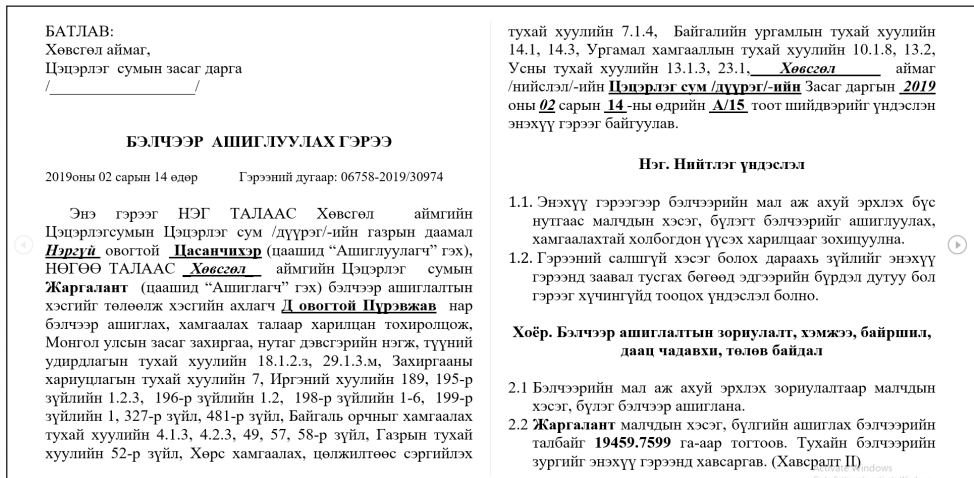 БАТЛАВ:
Хөвсгөл аймаг,
Цэцэрлэг сумын засаг дарга
/____________________/
БЭЛЧЭЭР АШИГЛУУЛАХ ГЭРЭЭ
2019оны 02 сарын 14 өдөр Гэрээний дугаар: 06758-2019/30974
Энэ гэрээг НЭГ ТАЛААС Хөвсгөл аймгийн
Цэцэрлэгсумын Цэцэрлэг сум /дүүрэг/-ийн газрын даамал
Нэргүй овогтой Цасанчихэр (цаашид “Ашиглуулагч” гэх),
НӨГӨӨ ТАЛААС Хөвсгөл аймгийн Цэцэрлэг сумын
Жаргалант (цаашид “Ашиглагч” гэх) бэлчээр ашиглалтын
хэсгийг төлөөлж хэсгийн ахлагч Д овогтой Пүрэвжав нар
бэлчээр ашиглах, хамгаалах талаар харилцан тохиролцож,
Монгол улсын засаг захиргаа, нутаг дэвсгэрийн нэгж, түүний
удирдлагын тухай хуулийн 18.1.2.з, 29.1.3.м, Захиргааны
хариуцлагын тухай хуулийн 7, Иргэний хуулийн 189, 195-р
зүйлийн 1.2.3, 196-р зүйлийн 1.2, 198-р зүйлийн 1-6, 199-р
зүйлийн 1, 327-р зүйл, 481-р зүйл, Байгаль орчныг хамгаалах
тухай хуулийн 4.1.3, 4.2.3, 49, 57, 58-р зүйл, Газрын тухай
хуулийн 52-р зүйл, Хөрс хамгаалах, цөлжилтөөс сэргийлэх
тухай хуулийн 7.1.4, Байгалийн ургамлын тухай хуулийн
14.1, 14.3, Ургамал хамгааллын тухай хуулийн 10.1.8, 13.2,
Усны тухай хуулийн 13.1.3, 23.1, Хөвсгөл аймаг
/нийслэл/-ийн Цэцэрлэг сум /дүүрэг/-ийн Засаг даргын 2019
оны 02 сарын 14 -ны өдрийн А/15 тоот шийдвэрийг үндэслэн
энэхүү гэрээг байгуулав.
Нэг. Нийтлэг үндэслэл
1.1. Энэхүү гэрээгээр бэлчээрийн мал аж ахуй эрхлэх бүс
нутгаас малчдын хэсэг, бүлэгт бэлчээрийг ашиглуулах,
хамгаалахтай холбогдон үүсэх харилцааг зохицуулна.
1.2. Гэрээний салшгүй хэсэг болох дараахь зүйлийг энэхүү
гэрээнд заавал тусгах бөгөөд эдгээрийн бүрдэл дутуу бол
гэрээг хүчингүйд тооцох үндэслэл болно.
Хоёр. Бэлчээр ашиглалтын зориулалт, хэмжээ, байршил,
даац чадавхи, төлөв байдал
2.1 Бэлчээрийн мал аж ахуй эрхлэх зориулалтаар малчдын
хэсэг, бүлэг бэлчээр ашиглана.
2.2 Жаргалант малчдын хэсэг, бүлгийн ашиглах бэлчээрийн
талбайг 19459.7599 га-аар тогтоов. Тухайн бэлчээрийн
зургийг энэхүү гэрээнд хавсаргав. (Хавсралт II)
Activate Windows